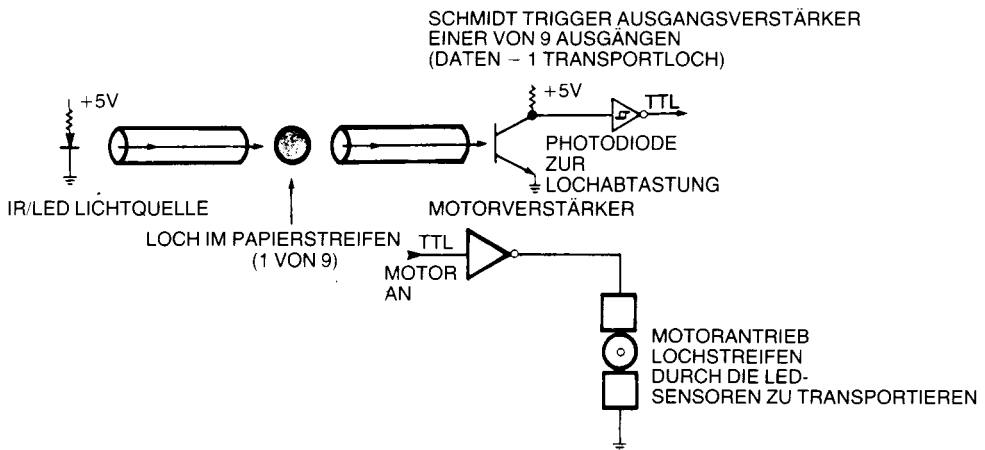 SCHMIDT TRIGGER AUSGANGSVERSTÄRKER
EINER VON 9 AUSGÄNGEN
(DATEN – 1 TRANSPORTLOCH)
+5V
+5V
TTL
PHOTODIODE
ZUR
LOCHABTASTUNG
IR/LED LICHTQUELLE
MOTORVERSTÄRKER
LOCH IM PAPIERSTREIFEN
(1 VON 9)
TTL
MOTOR
AN
MOTORANTRIEB
LOCHSTREIFEN
DURCH DIE LED-
SENSOREN ZU TRANSPORTIEREN